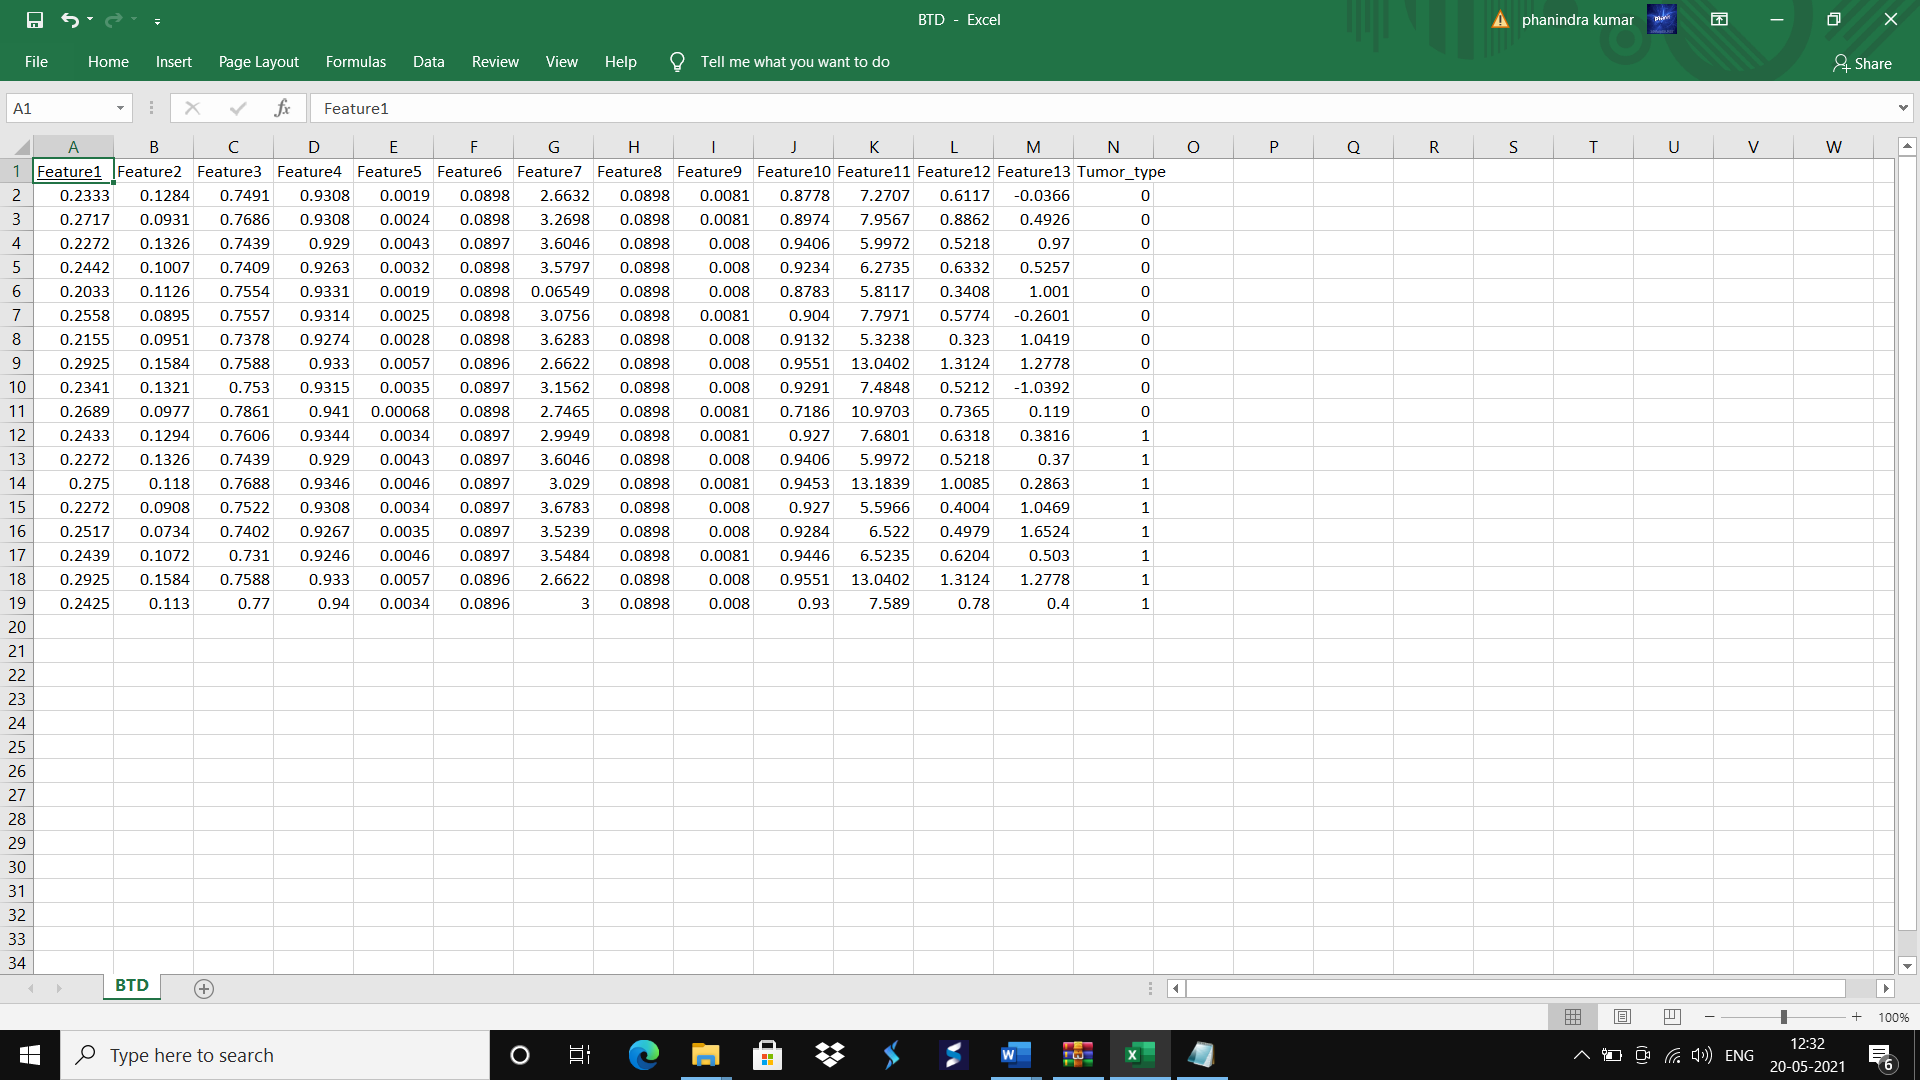 BTD - Excel
phanindra kumar
File Home Insert Page Layout Formulas Data Review View Help Tell me what you want to do
Share
A1 fx Feature1
A B C D E F G H I J K L M N O P Q R S T U V W
1 Feature1 Feature2 Feature3 Feature4 Feature5 Feature6 Feature7 Feature8 Feature9 Feature10 Feature11 Feature12 Feature13 Tumor_type
2 0.2333 0.1284 0.7491 0.9308 0.0019 0.0898 2.6632 0.0898 0.0081 0.8778 7.2707 0.6117 -0.0366 0
3 0.2717 0.0931 0.7686 0.9308 0.0024 0.0898 3.2698 0.0898 0.0081 0.8974 7.9567 0.8862 0.4926 0
4 0.2272 0.1326 0.7439 0.929 0.0043 0.0897 3.6046 0.0898 0.008 0.9406 5.9972 0.5218 0.97 0
5 0.2442 0.1007 0.7409 0.9263 0.0032 0.0898 3.5797 0.0898 0.008 0.9234 6.2735 0.6332 0.5257 0
6 0.2033 0.1126 0.7554 0.9331 0.0019 0.0898 0.06549 0.0898 0.008 0.8783 5.8117 0.3408 1.001 0
7 0.2558 0.0895 0.7557 0.9314 0.0025 0.0898 3.0756 0.0898 0.0081 0.904 7.7971 0.5774 -0.2601 0
8 0.2155 0.0951 0.7378 0.9274 0.0028 0.0898 3.6283 0.0898 0.008 0.9132 5.3238 0.323 1.0419 0
9 0.2925 0.1584 0.7588 0.933 0.0057 0.0896 2.6622 0.0898 0.008 0.9551 13.0402 1.3124 1.2778 0
10 0.2341 0.1321 0.753 0.9315 0.0035 0.0897 3.1562 0.0898 0.008 0.9291 7.4848 0.5212 -1.0392 0
11 0.2689 0.0977 0.7861 0.941 0.00068 0.0898 2.7465 0.0898 0.0081 0.7186 10.9703 0.7365 0.119 0
12 0.2433 0.1294 0.7606 0.9344 0.0034 0.0897 2.9949 0.0898 0.0081 0.927 7.6801 0.6318 0.3816 1
13 0.2272 0.1326 0.7439 0.929 0.0043 0.0897 3.6046 0.0898 0.008 0.9406 5.9972 0.5218 0.37 1
14 0.275 0.118 0.7688 0.9346 0.0046 0.0897 3.029 0.0898 0.0081 0.9453 13.1839 1.0085 0.2863 1
15 0.2272 0.0908 0.7522 0.9308 0.0034 0.0897 3.6783 0.0898 0.008 0.927 5.5966 0.4004 1.0469 1
16 0.2517 0.0734 0.7402 0.9267 0.0035 0.0897 3.5239 0.0898 0.008 0.9284 6.522 0.4979 1.6524 1
17 0.2439 0.1072 0.731 0.9246 0.0046 0.0897 3.5484 0.0898 0.0081 0.9446 6.5235 0.6204 0.503 1
18 0.2925 0.1584 0.7588 0.933 0.0057 0.0896 2.6622 0.0898 0.008 0.9551 13.0402 1.3124 1.2778 1
19 0.2425 0.113 0.77 0.94 0.0034 0.0896 3 0.0898 0.008 0.93 7.589 0.78 0.4 1
20
21
22
23
24
25
26
27
28
29
30
31
32
33
34
BTD
100%
Type here to search
ENG
12:32
20-05-2021
6